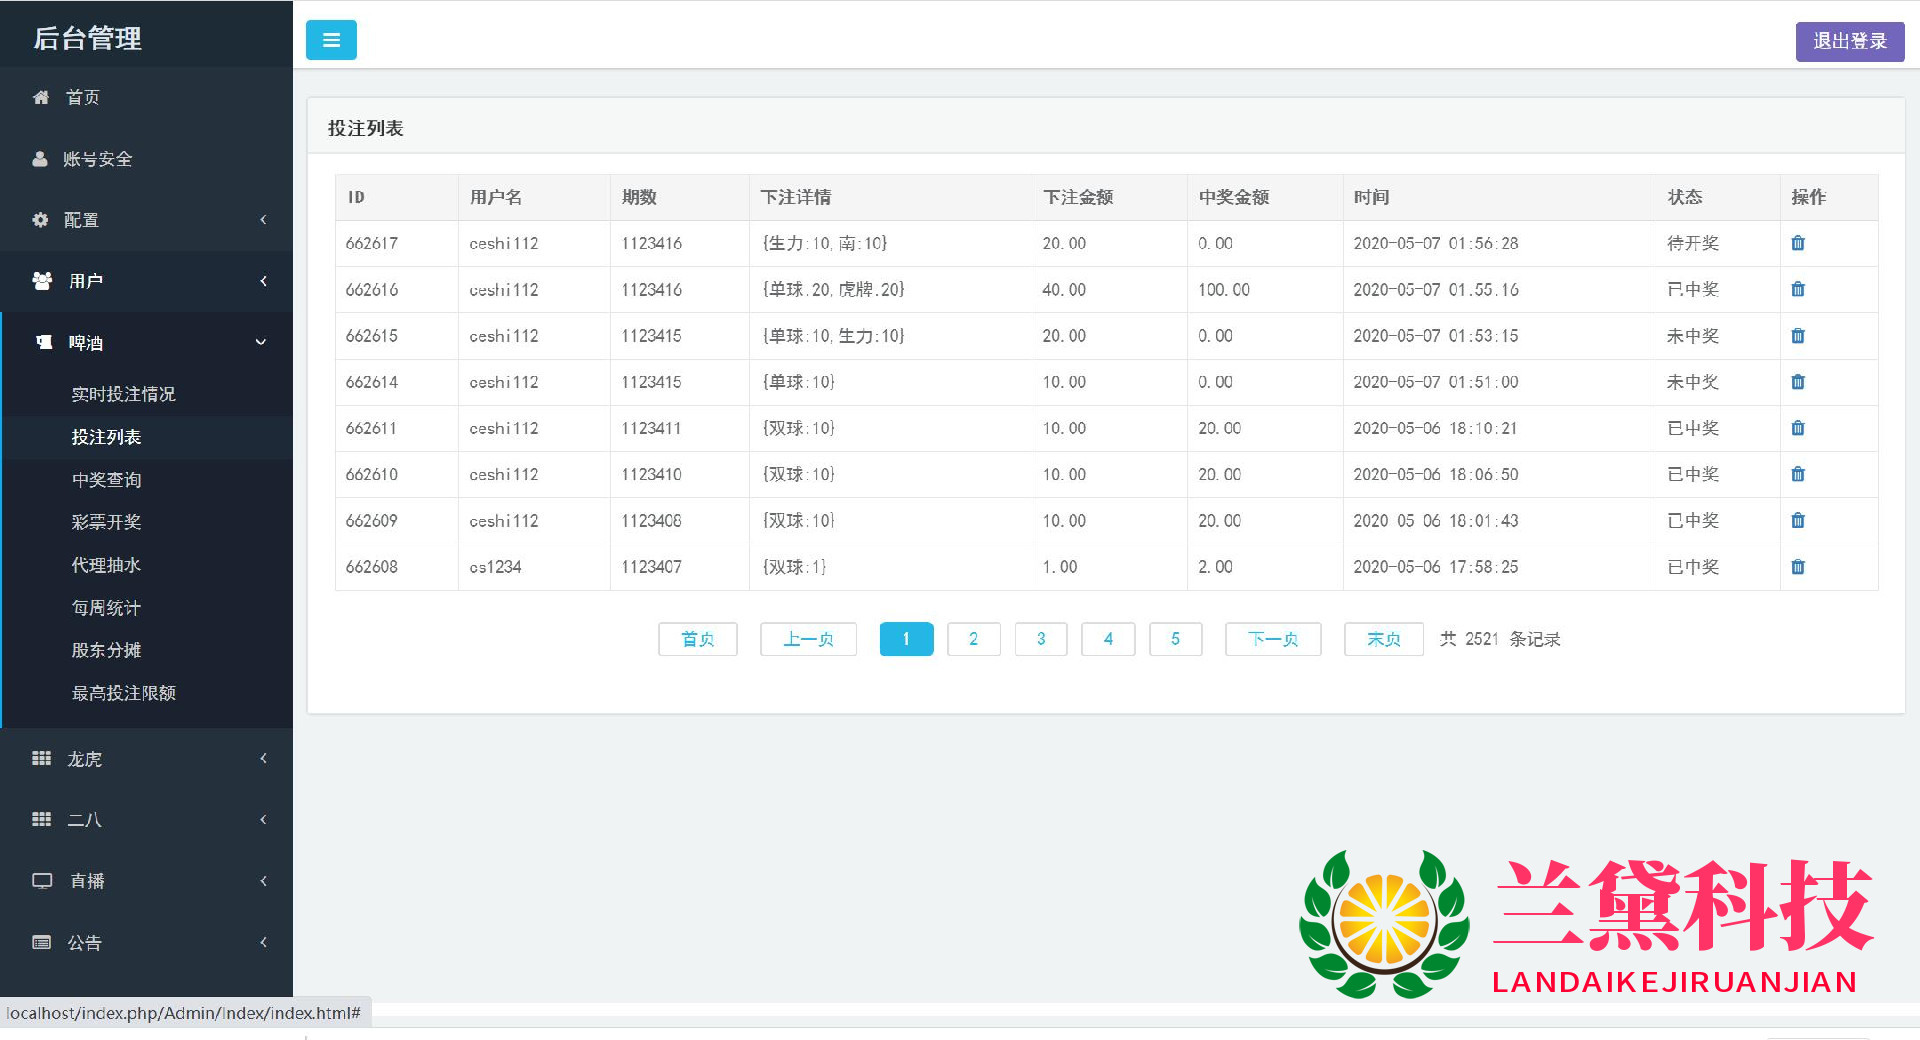 后台管理
退出登录
首页
账号安全
配置
用户
啤酒
实时投注情况
投注列表
中奖查询
彩票开奖
代理抽水
每周统计
股东分摊
最高投注限额
龙虎
二八
直播
公告
投注列表
ID 用户名 期数 下注详情 下注金额 中奖金额 时间 状态 操作
662617 ceshi112 1123416 {生力:10,南:10} 20.00 0.00 2020-05-07 01:56:28 待开奖
662616 ceshi112 1123416 {单球:20,虎牌:20} 40.00 100.00 2020-05-07 01:55:16 已中奖
662615 ceshi112 1123415 {单球:10,生力:10} 20.00 0.00 2020-05-07 01:53:15 未中奖
662614 ceshi112 1123415 {单球:10} 10.00 0.00 2020-05-07 01:51:00 未中奖
662611 ceshi112 1123411 {双球:10} 10.00 20.00 2020-05-06 18:10:21 已中奖
662610 ceshi112 1123410 {双球:10} 10.00 20.00 2020-05-06 18:06:50 已中奖
662609 ceshi112 1123408 {双球:10} 10.00 20.00 2020-05-06 18:01:43 已中奖
662608 cs1234 1123407 {双球:1} 1.00 2.00 2020-05-06 17:58:25 已中奖
首页 上一页 1 2 3 4 5 下一页 末页 共 2521 条记录
兰黛科技
LANDAIKEJIRUANJIAN
localhost/index.php/Admin/Index/index.html#